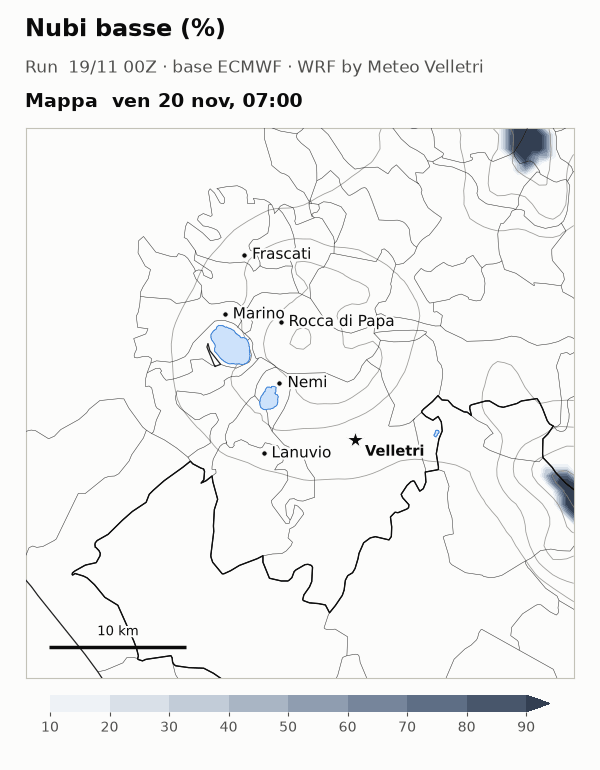 Nubi basse (%)
Run  19/11 00Z · base ECMWF · WRF by Meteo Velletri
Mappa  ven 20 nov, 07:00
Frascati
Marino
Rocca di Papa
Nemi
Velletri
Lanuvio
10 km
10 20 30 40 50 60 70 80 90